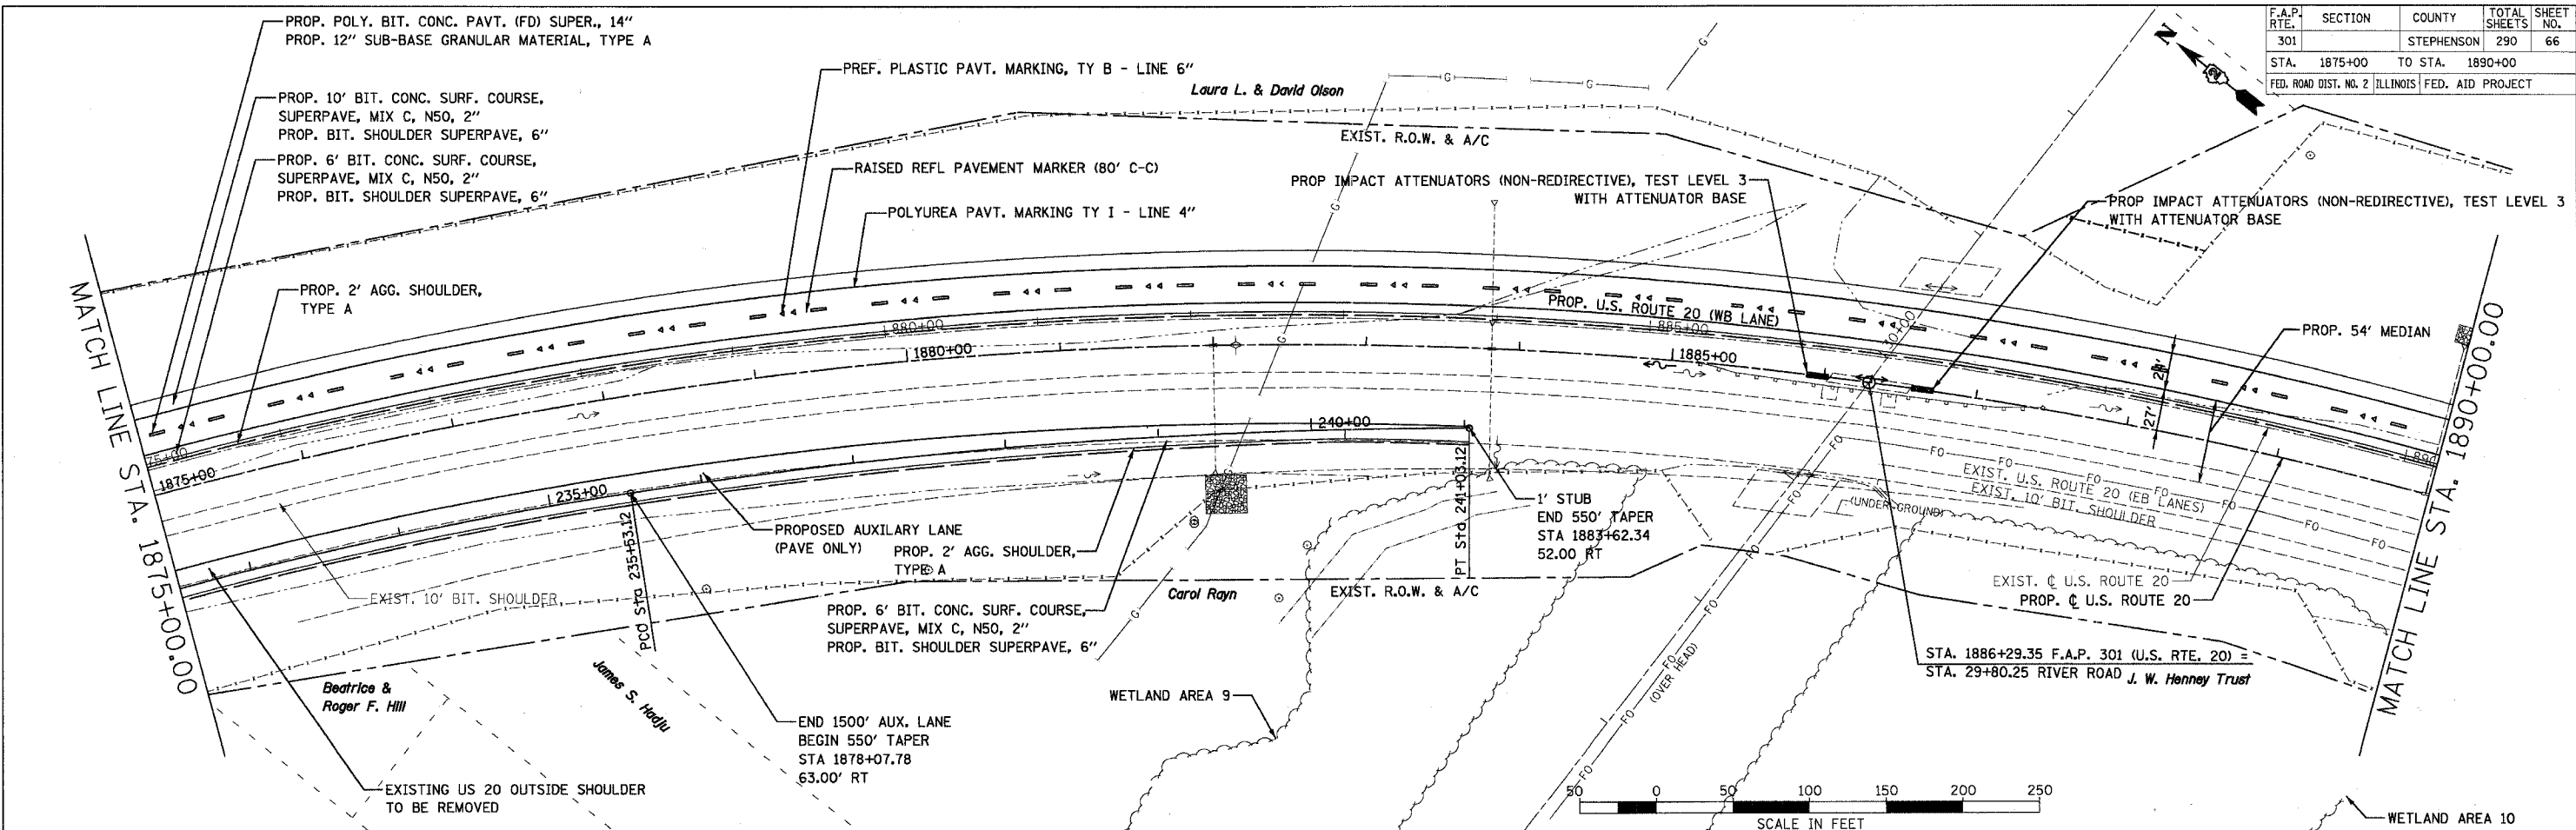 PROP. POLY. BIT. CONC. PAVT. (FD) SUPER., 14"
PROP. 12" SUB-BASE GRANULAR MATERIAL, TYPE A
PROP. 10' BIT. CONC. SURF. COURSE,
SUPERPAVE, MIX C, N50, 2"
PROP. BIT. SHOULDER SUPERPAVE, 6"
PROP. 6' BIT. CONC. SURF. COURSE,
SUPERPAVE, MIX C, N50, 2"
PROP. BIT. SHOULDER SUPERPAVE, 6"
PROP. 2' AGG. SHOULDER,
TYPE A
PREF. PLASTIC PAVT. MARKING, TY B - LINE 6"
RAISED REFL PAVEMENT MARKER (80' C-C)
POLYUREA PAVT. MARKING TY I - LINE 4"
Laura L. & David Olson
EXIST. R.O.W. & A/C
PROP IMPACT ATTENUATORS (NON-REDIRECTIVE), TEST LEVEL 3
WITH ATTENUATOR BASE
N
F.A.P. RTE. SECTION COUNTY TOTAL SHEETS SHEET NO.
301 STEPHENSON 290 66
STA. 1875+00 TO STA. 1890+00
FED. ROAD DIST. NO. 2 ILLINOIS FED. AID PROJECT
PROP IMPACT ATTENUATORS (NON-REDIRECTIVE), TEST LEVEL 3
WITH ATTENUATOR BASE
MATCH LINE STA. 1875+00.00
75+00
1875+00
1880+00
1880+00
PROP. U.S. ROUTE 20 (WB LANE)
1885+00
1885+00
30+00
24'
27'
PROP. 54' MEDIAN
1890
MATCH LINE STA. 1890+00.00
235+00
240+00
PCC Sta 235+53.12
PT Sta 241+03.12
EXIST. 10' BIT. SHOULDER
PROPOSED AUXILARY LANE
(PAVE ONLY)
PROP. 2' AGG. SHOULDER,
TYPE A
PROP. 6' BIT. CONC. SURF. COURSE,
SUPERPAVE, MIX C, N50, 2"
PROP. BIT. SHOULDER SUPERPAVE, 6"
1' STUB
END 550' TAPER
STA 1883+62.34
52.00 RT
Carol Rayn
EXIST. R.O.W. & A/C
EXIST. U.S. ROUTE 20 (EB LANES)
EXIST. 10' BIT. SHOULDER
(UNDER GROUND)
EXIST. ℄ U.S. ROUTE 20
PROP. ℄ U.S. ROUTE 20
STA. 1886+29.35 F.A.P. 301 (U.S. RTE. 20) =
STA. 29+80.25 RIVER ROAD
J. W. Henney Trust
Beatrice &
Roger F. Hill
James S. Hadju
END 1500' AUX. LANE
BEGIN 550' TAPER
STA 1878+07.78
63.00' RT
EXISTING US 20 OUTSIDE SHOULDER
TO BE REMOVED
WETLAND AREA 9
(OVER HEAD)
50 0 50 100 150 200 250
SCALE IN FEET
WETLAND AREA 10